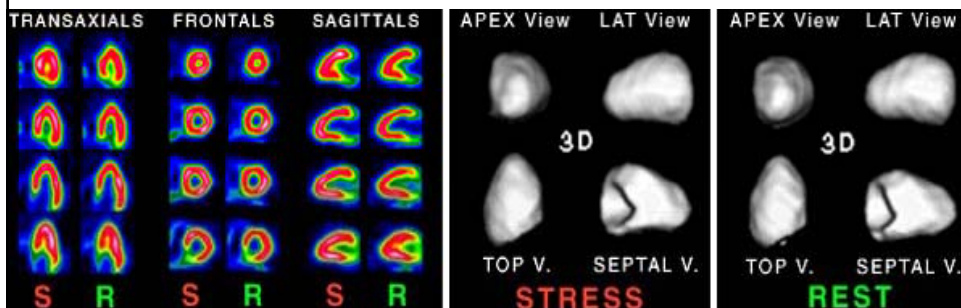 TRANSAXIALS FRONTALS SAGITTALS
S R S R S R
APEX View LAT View
3D
TOP V. SEPTAL V.
STRESS
APEX View LAT View
3D
TOP V. SEPTAL V.
REST